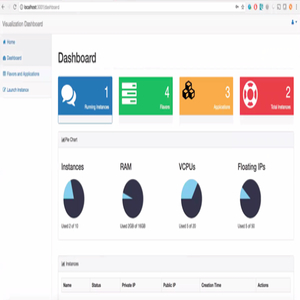 localhost:3000/dashboard
Visualization Dashboard
Home
Dashboard
Flavors and Applications
Launch Instance
Dashboard
1
Running Instances
4
Flavors
3
Applications
2
Total Instances
Pie Chart
Instances
RAM
VCPUs
Floating IPs
Used 2 of 10
Used 2GB of 16GB
Used 5 of 20
Used 5 of 50
Instances
Name Status Private IP Public IP Creation Time Actions